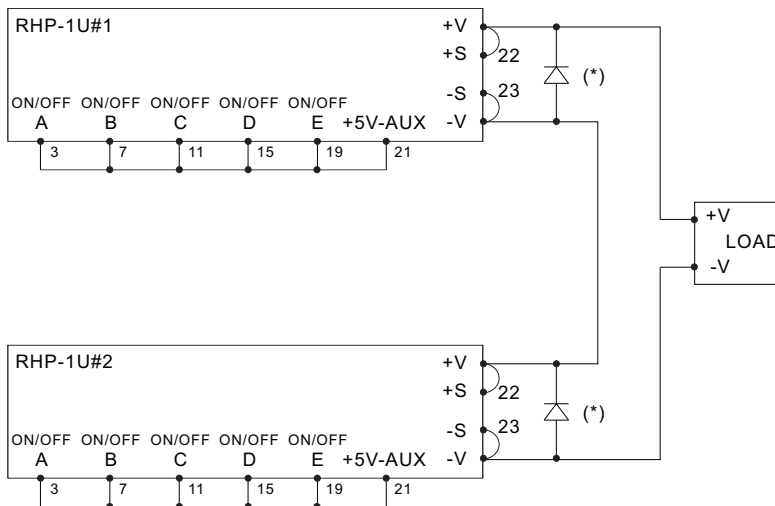 RHP-1U#1
+V
+S
22
(*)
-S
23
ON/OFF ON/OFF ON/OFF ON/OFF ON/OFF
A B C D E +5V-AUX
-V
3 7 11 15 19 21
+V
LOAD
-V
RHP-1U#2
+V
+S
22
(*)
-S
23
ON/OFF ON/OFF ON/OFF ON/OFF ON/OFF
A B C D E +5V-AUX
-V
3 7 11 15 19 21